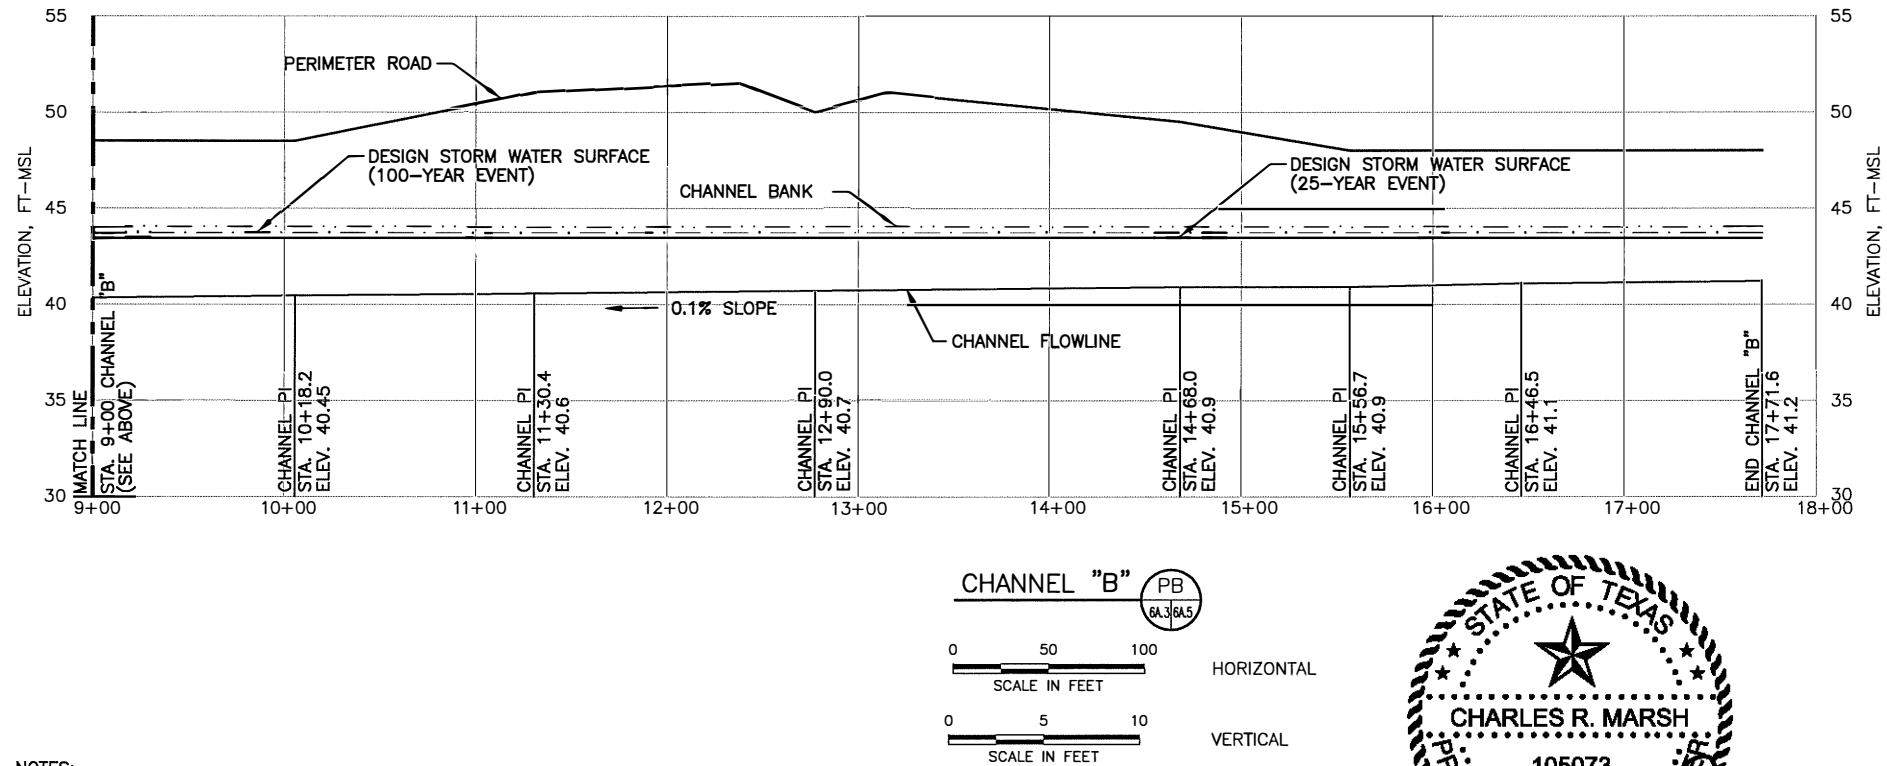 55
50
45
40
35
30
ELEVATION, FT-MSL
55
50
45
40
35
30
ELEVATION, FT-MSL
PERIMETER ROAD
DESIGN STORM WATER SURFACE
(100-YEAR EVENT)
CHANNEL BANK
DESIGN STORM WATER SURFACE
(25-YEAR EVENT)
0.1% SLOPE
CHANNEL FLOWLINE
MATCH LINE
STA. 9+00 CHANNEL "B"
(SEE ABOVE)
CHANNEL PI
STA. 10+18.2
ELEV. 40.45
CHANNEL PI
STA. 11+30.4
ELEV. 40.6
CHANNEL PI
STA. 12+90.0
ELEV. 40.7
CHANNEL PI
STA. 14+68.0
ELEV. 40.9
CHANNEL PI
STA. 15+56.7
ELEV. 40.9
CHANNEL PI
STA. 16+46.5
ELEV. 41.1
END CHANNEL "B"
STA. 17+71.6
ELEV. 41.2
9+00 10+00 11+00 12+00 13+00 14+00 15+00 16+00 17+00 18+00
CHANNEL "B"
PB
6A.3 6A.5
0 50 100
SCALE IN FEET
HORIZONTAL
0 5 10
SCALE IN FEET
VERTICAL
STATE OF TEXAS
CHARLES R. MARSH
105073
NOTES: